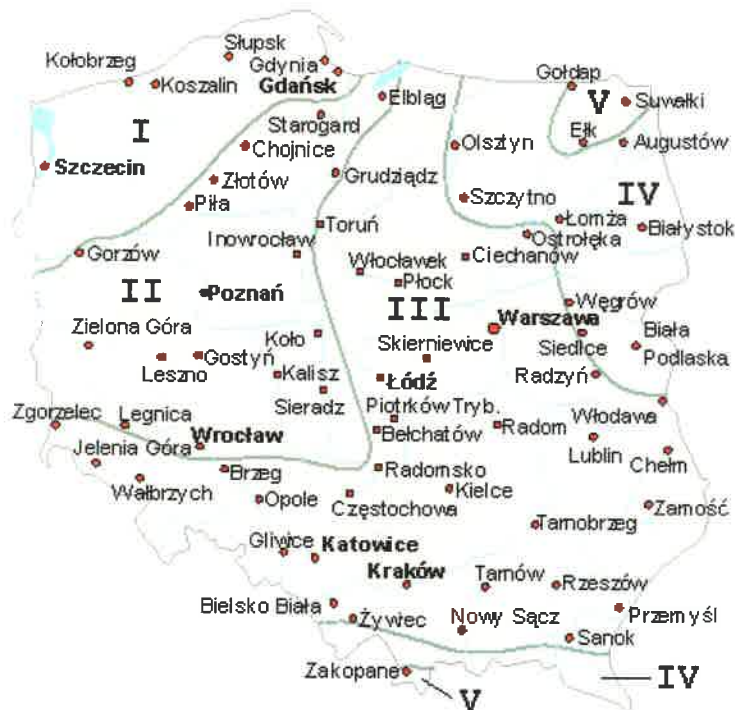 Słupsk
Kołobrzeg
Gdynia
Koszalin
Gdańsk
Gołdap
V
Suwałki
Elbląg
I
Starogard
Chojnice
Olsztyn
Ełk
Augustów
Szczecin
Złotów
Grudziądz
IV
Piła
Szczytno
Toruń
Łomża
Białystok
Inowrocław
Ostrołęka
Gorzów
Włocławek
Ciechanów
II
Poznań
Płock
III
Węgrów
Zielona Góra
Koło
Warszawa
Skierniewice
Siedlce
Biała
Podlaska
Gostyń
Leszno
Kalisz
Łódź
Radzyń
Sieradz
Zgorzelec
Legnica
Piotrków Tryb.
Włodawa
Wrocław
Bełchatów
Radom
Jelenia Góra
Lublin
Chełm
Brzeg
Radomsko
Wałbrzych
Opole
Kielce
Częstochowa
Zamość
Tarnobrzeg
Gliwice
Katowice
Kraków
Tarnów
Rzeszów
Bielsko Biała
Żywiec
Nowy Sącz
Przemyśl
Sanok
Zakopane
V
IV